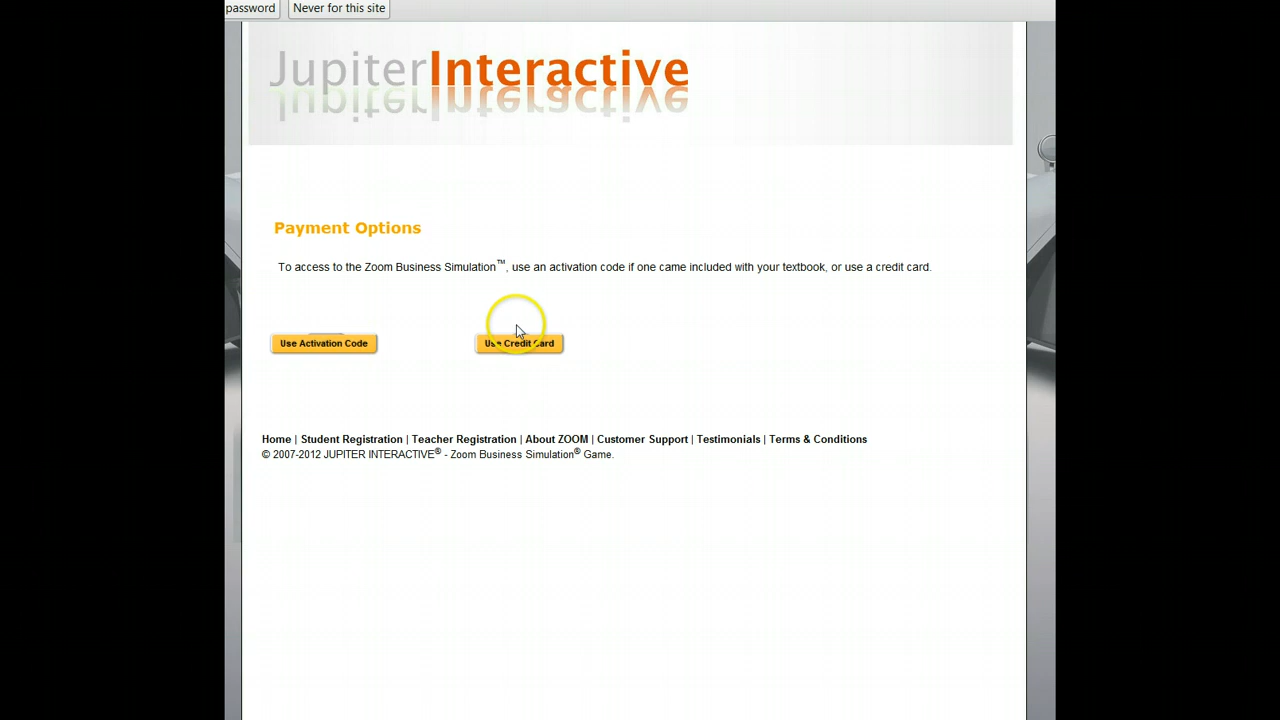 password Never for this site
JupiterInteractive
Payment Options
To access to the Zoom Business Simulation™, use an activation code if one came included with your textbook, or use a credit card.
Use Activation Code Use Credit Card
Home | Student Registration | Teacher Registration | About ZOOM | Customer Support | Testimonials | Terms & Conditions
© 2007-2012 JUPITER INTERACTIVE® - Zoom Business Simulation® Game.